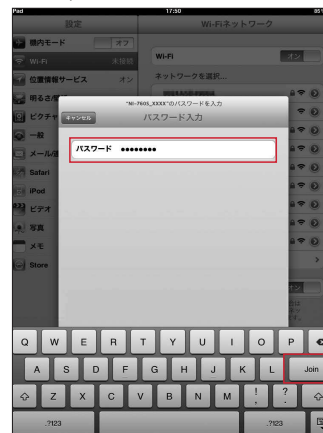 iPad
17:50
85%
設定
Wi-Fiネットワーク
機内モード
オフ
Wi-Fi
未接続
Wi-Fi
オン
位置情報サービス
オン
ネットワークを選択...
明るさ/
"NI-760S_XXXX"のパスワードを入力
キャンセル
パスワード入力
ピクチャ
一般
パスワード ●●●●●●●●
メール/連
Safari
iPod
ビデオ
写真
メモ
Store
オン
Q W E R T Y U I O P
A S D F G H J K L Join
Z X C V B N M ! , ? .
.?123
.?123